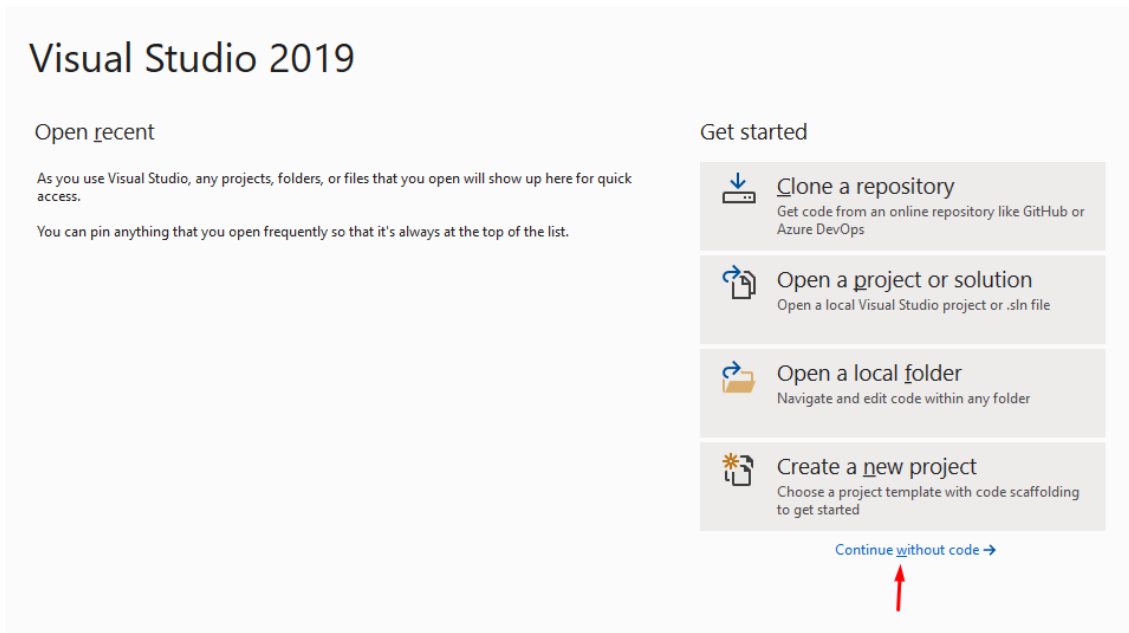 Visual Studio 2019
Open recent
As you use Visual Studio, any projects, folders, or files that you open will show up here for quick
access.
You can pin anything that you open frequently so that it's always at the top of the list.
Get started
Clone a repository
Get code from an online repository like GitHub or
Azure DevOps
Open a project or solution
Open a local Visual Studio project or .sln file
Open a local folder
Navigate and edit code within any folder
Create a new project
Choose a project template with code scaffolding
to get started
Continue without code →